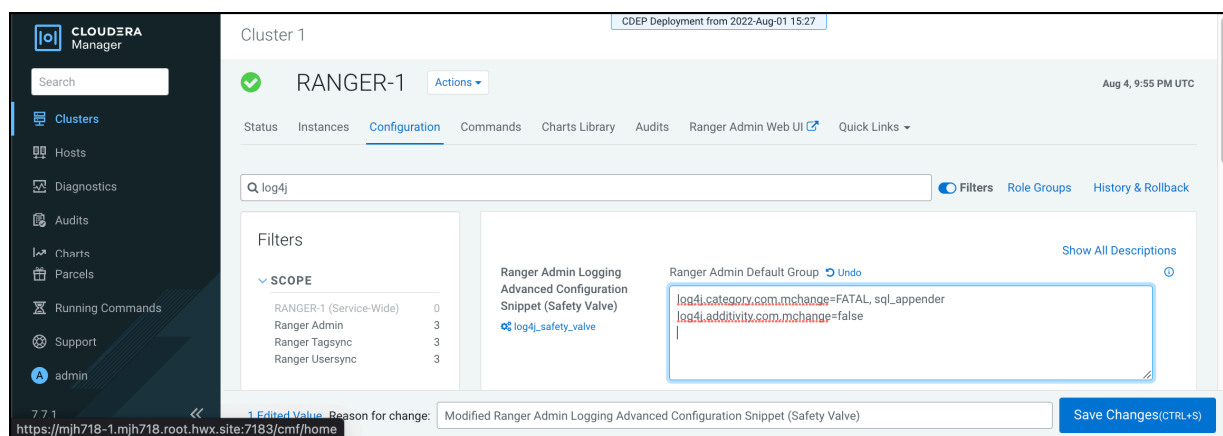 CDEP Deployment from 2022-Aug-01 15:27
CLOUDERA
Manager
Cluster 1
Search
RANGER-1
Actions
Aug 4, 9:55 PM UTC
Clusters
Hosts
Diagnostics
Audits
Charts
Parcels
Running Commands
Support
A admin
7.7.1
Status Instances Configuration Commands Charts Library Audits Ranger Admin Web UI Quick Links
log4j
Filters Role Groups History & Rollback
Filters
SCOPE
RANGER-1 (Service-Wide) 0
Ranger Admin 3
Ranger Tagsync 3
Ranger Usersync 3
Show All Descriptions
Ranger Admin Logging
Advanced Configuration
Snippet (Safety Valve)
log4j_safety_valve
Ranger Admin Default Group Undo
log4j.category.com.mchange=FATAL, sql_appender
log4j.additivity.com.mchange=false
1 Edited Value Reason for change: Modified Ranger Admin Logging Advanced Configuration Snippet (Safety Valve)
Save Changes(CTRL+S)
https://mjh718-1.mjh718.root.hwx.site:7183/cmf/home